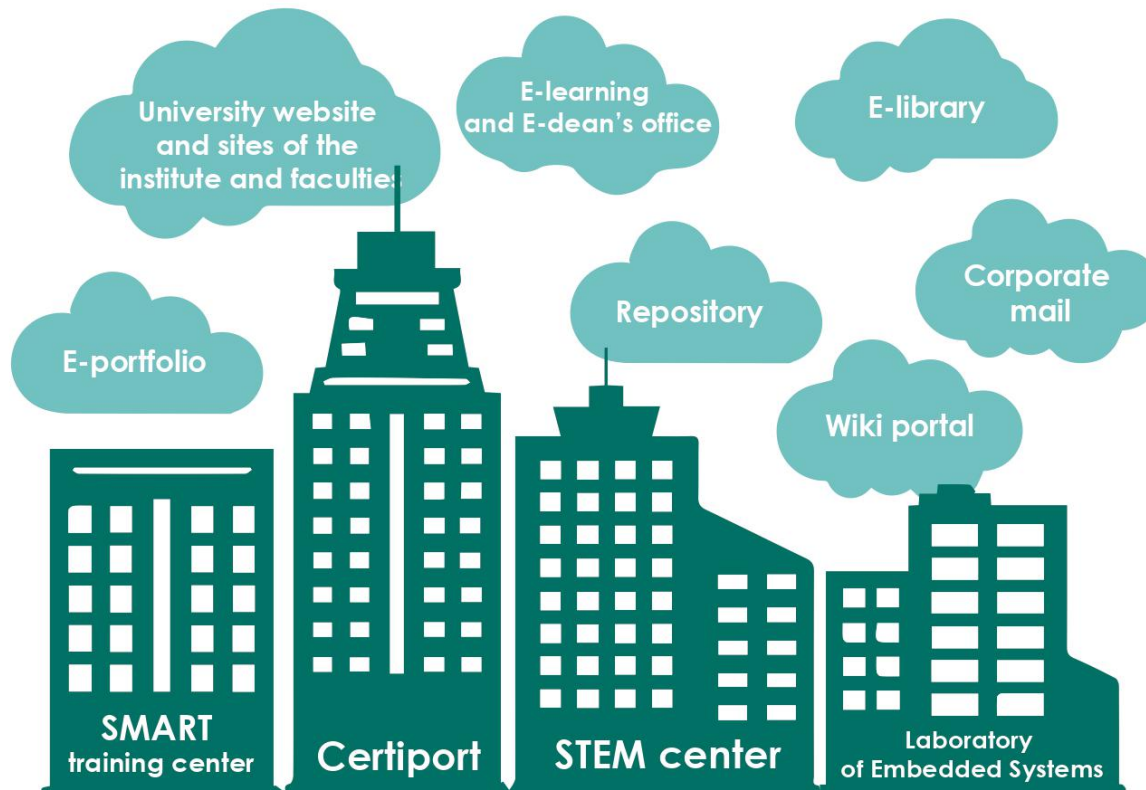 University website
and sites of the
institute and faculties
E-learning
and E-dean's office
E-library
E-portfolio
Repository
Corporate
mail
Wiki portal
SMART
training center
Certiport
STEM center
Laboratory
of Embedded Systems